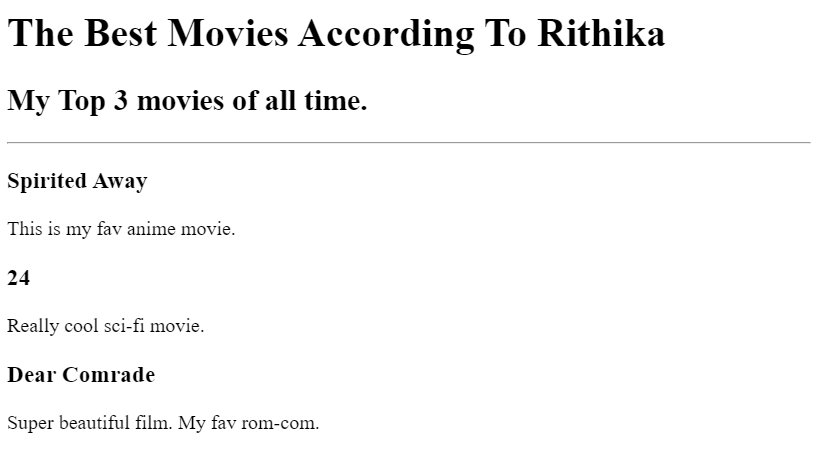 The Best Movies According To Rithika
My Top 3 movies of all time.
Spirited Away
This is my fav anime movie.
24
Really cool sci-fi movie.
Dear Comrade
Super beautiful film. My fav rom-com.